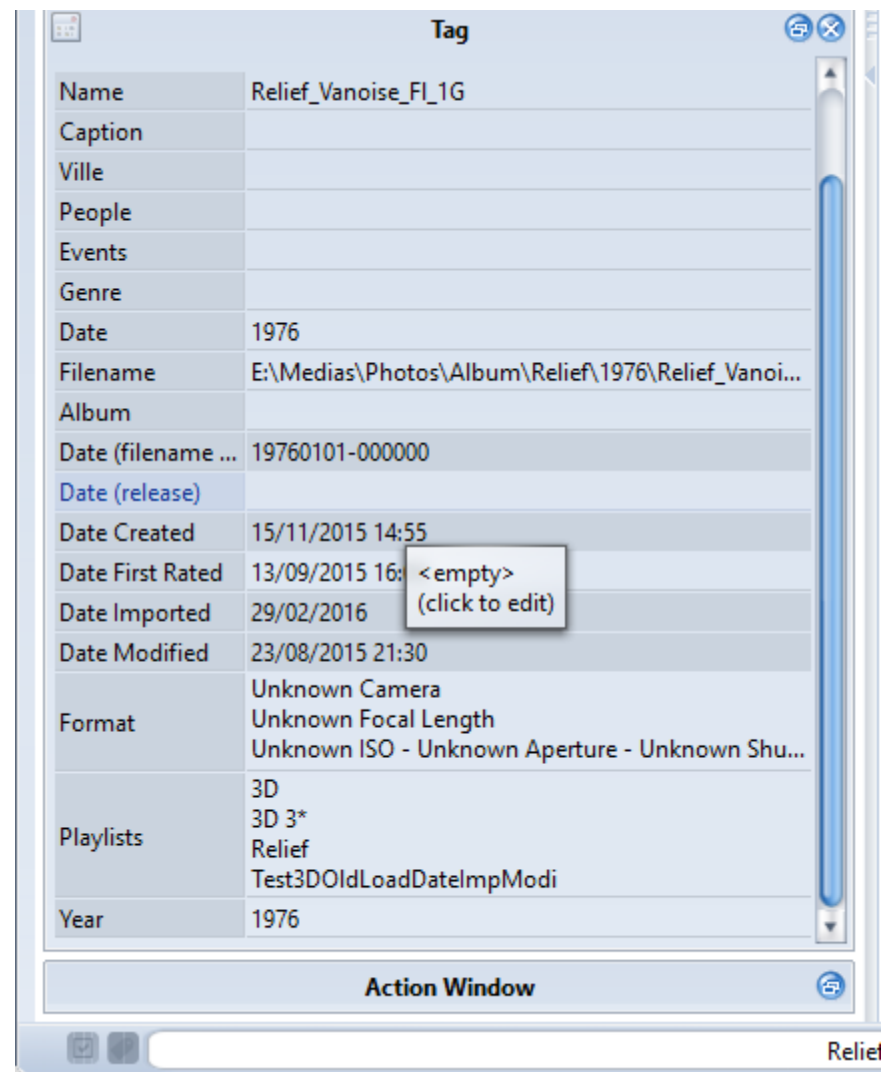 Tag
Name Relief_Vanoise_FI_1G
Caption
Ville
People
Events
Genre
Date 1976
Filename E:\Medias\Photos\Album\Relief\1976\Relief_Vanoi...
Album
Date (filename ... 19760101-000000
Date (release)
Date Created 15/11/2015 14:55
Date First Rated 13/09/2015 16:
<empty>
(click to edit)
Date Imported 29/02/2016
Date Modified 23/08/2015 21:30
Format
Unknown Camera
Unknown Focal Length
Unknown ISO - Unknown Aperture - Unknown Shu...
Playlists
3D
3D 3*
Relief
Test3DOldLoadDateImpModi
Year 1976
Action Window
Relief